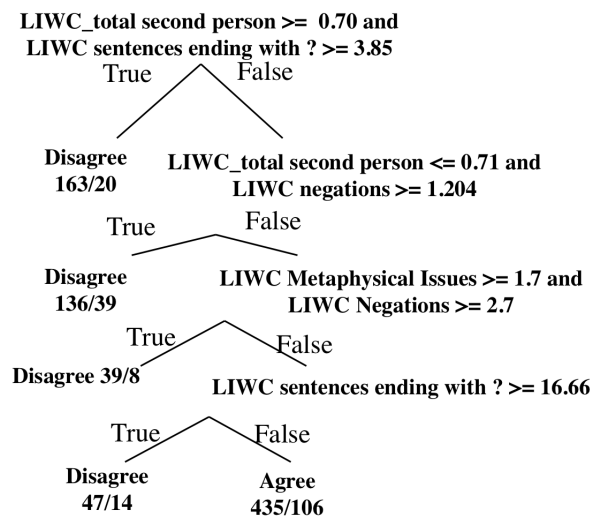 LIWC_total second person >= 0.70 and
LIWC sentences ending with ? >= 3.85
True False
Disagree
163/20
LIWC_total second person <= 0.71 and
LIWC negations >= 1.204
True False
Disagree
136/39
LIWC Metaphysical Issues >= 1.7 and
LIWC Negations >= 2.7
True False
Disagree 39/8
LIWC sentences ending with ? >= 16.66
True False
Disagree
47/14
Agree
435/106